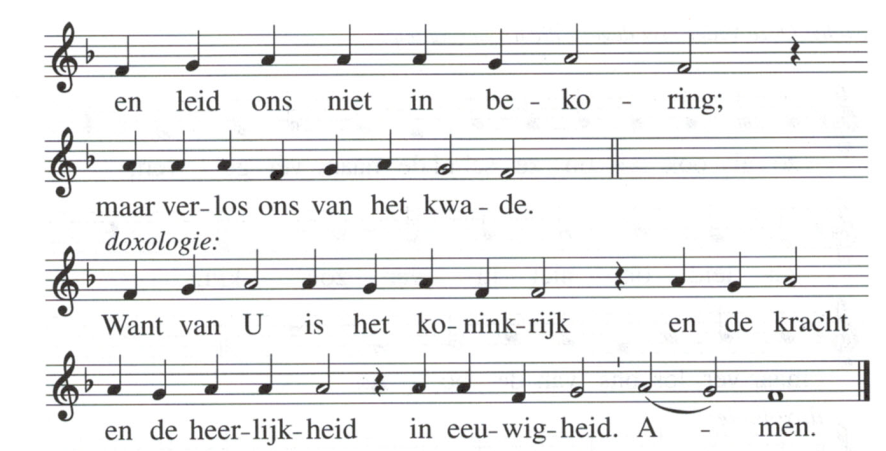 en leid ons niet in be - ko - ring;
maar ver-los ons van het kwa - de.
doxologie:
Want van U is het ko-nink-rijk en de kracht
en de heer-lijk-heid in eeu-wig-heid. A - men.